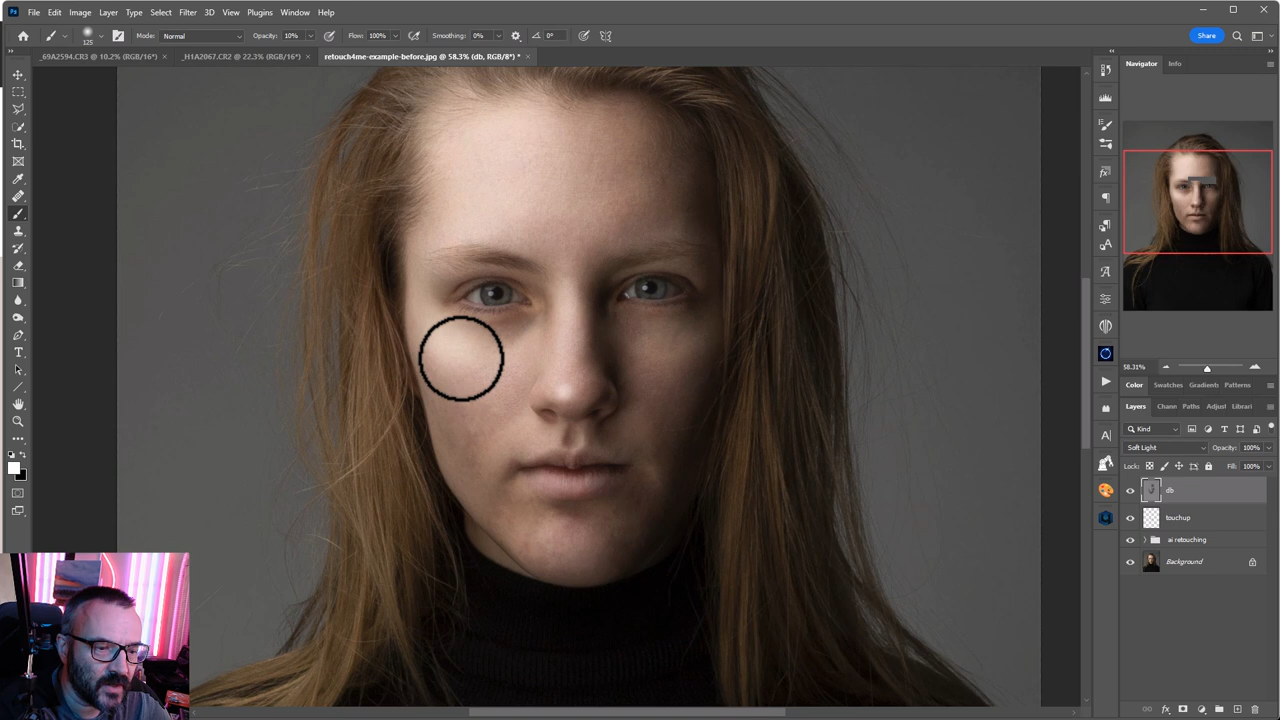 Ps File Edit Image Layer Type Select Filter 3D View Plugins Window Help
125 Mode: Normal Opacity: 10% Flow: 100% Smoothing: 0% 0° Share
_69A2594.CR3 @ 10.2% (RGB/16*) × _H1A2067.CR2 @ 22.3% (RGB/16*) × retouch4me-example-before.jpg @ 58.3% (db, RGB/8*) * ×
Navigator Info
58.31%
Color Swatches Gradients Patterns
Layers Chann Paths Adjust Librari
Kind
Soft Light Opacity: 100%
Lock: Fill: 100%
db
touchup
ai retouching
Background